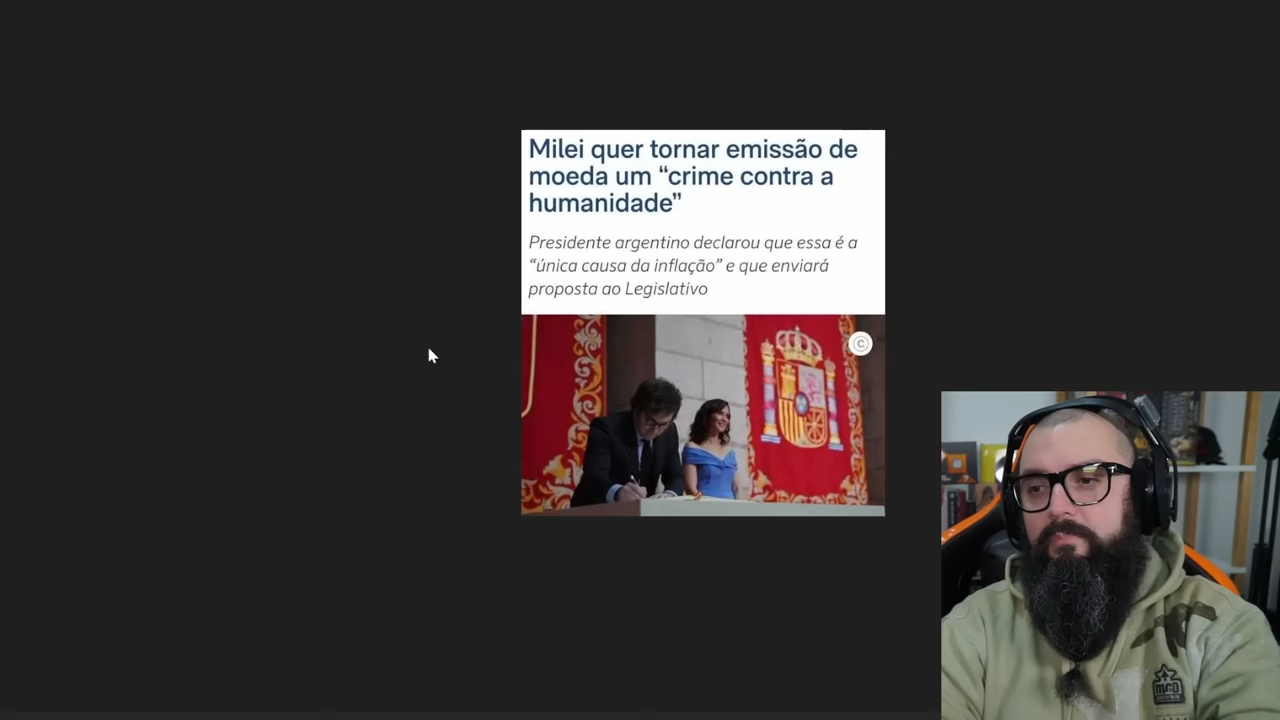 Milei quer tornar emissão de
moeda um “crime contra a
humanidade”
Presidente argentino declarou que essa é a
“única causa da inflação” e que enviará
proposta ao Legislativo
©